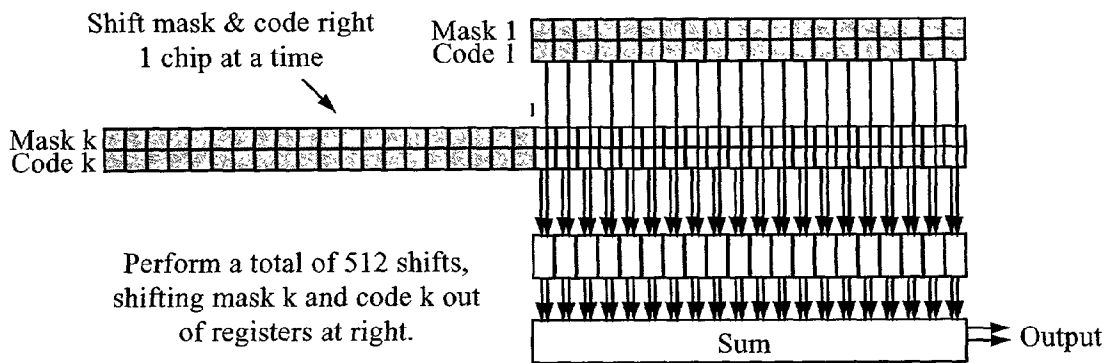 Shift mask & code right
1 chip at a time
Mask 1
Code 1
Mask k
Code k
Perform a total of 512 shifts,
shifting mask k and code k out
of registers at right.
Sum
Output